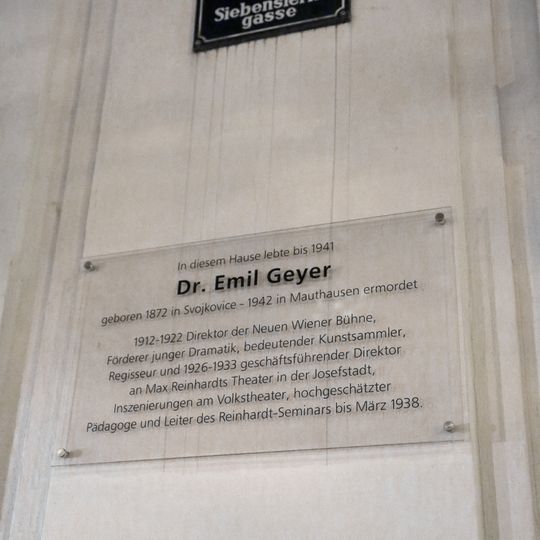 gasse
In diesem Hause lebte bis 1941
Dr. Emil Geyer
geboren 1872 in Svojkovice - 1942 in Mauthausen ermordet
1912-1922 Direktor der Neuen Wiener Bühne,
Förderer junger Dramatik, bedeutender Kunstsammler,
Regisseur und 1926-1933 geschäftsführender Direktor
an Max Reinhardts Theater in der Josefstadt,
Inszenierungen am Volkstheater, hochgeschätzter
Pädagoge und Leiter des Reinhardt-Seminars bis März 1938.